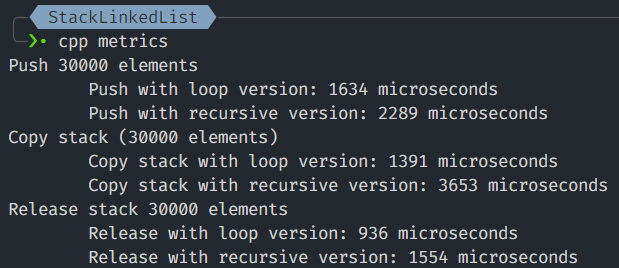 StackLinkedList
❯• cpp metrics
Push 30000 elements
Push with loop version: 1634 microseconds
Push with recursive version: 2289 microseconds
Copy stack (30000 elements)
Copy stack with loop version: 1391 microseconds
Copy stack with recursive version: 3653 microseconds
Release stack 30000 elements
Release with loop version: 936 microseconds
Release with recursive version: 1554 microseconds